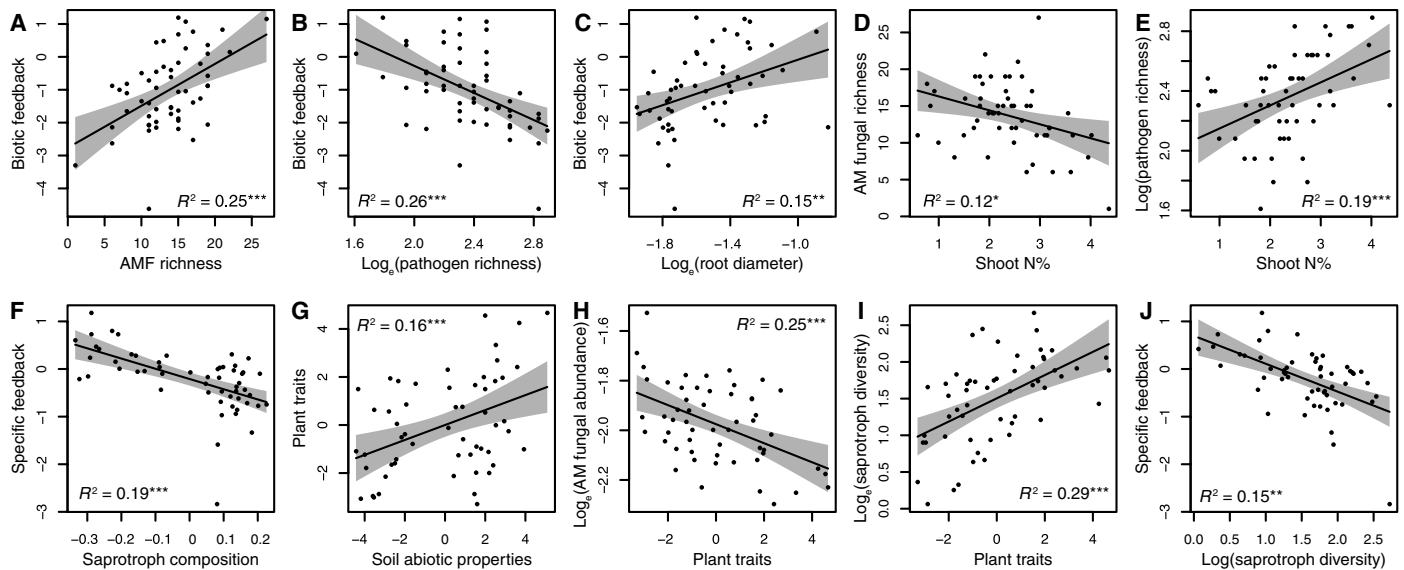 A
Biotic feedback
1
0
−1
−2
−3
−4
R² = 0.25***
0 5 10 15 20 25
AMF richness
B
Biotic feedback
1
0
−1
−2
−3
−4
R² = 0.26***
1.6 2.0 2.4 2.8
Logₑ(pathogen richness)
C
Biotic feedback
1
0
−1
−2
−3
−4
R² = 0.15**
−1.8 −1.4 −1.0
Logₑ(root diameter)
D
AM fungal richness
25
20
15
10
5
0
R² = 0.12*
1 2 3 4
Shoot N%
E
Log(pathogen richness)
2.8
2.4
2.0
1.6
R² = 0.19***
1 2 3 4
Shoot N%
F
Specific feedback
1
0
−1
−2
−3
R² = 0.19***
−0.3 −0.2 −0.1 0 0.1 0.2
Saprotroph composition
G
Plant traits
4
2
0
−2
R² = 0.16***
−4 −2 0 2 4
Soil abiotic properties
H
Logₑ(AM fungal abundance)
−1.6
−1.8
−2.0
−2.2
R² = 0.25***
−2 0 2 4
Plant traits
I
Logₑ(saprotroph diversity)
2.5
2.0
1.5
1.0
0.5
0.0
R² = 0.29***
−2 0 2 4
Plant traits
J
Specific feedback
1
0
−1
−2
−3
R² = 0.15**
0.0 0.5 1.0 1.5 2.0 2.5
Log(saprotroph diversity)